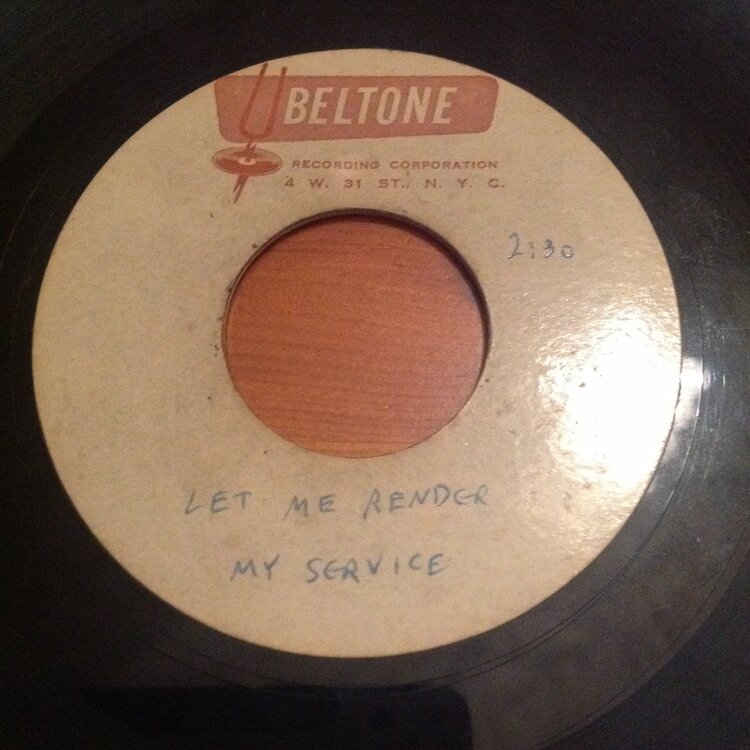 BELTONE
RECORDING CORPORATION
4 W. 31 ST., N. Y. C.
2:30
LET ME RENDER
MY SERVICE